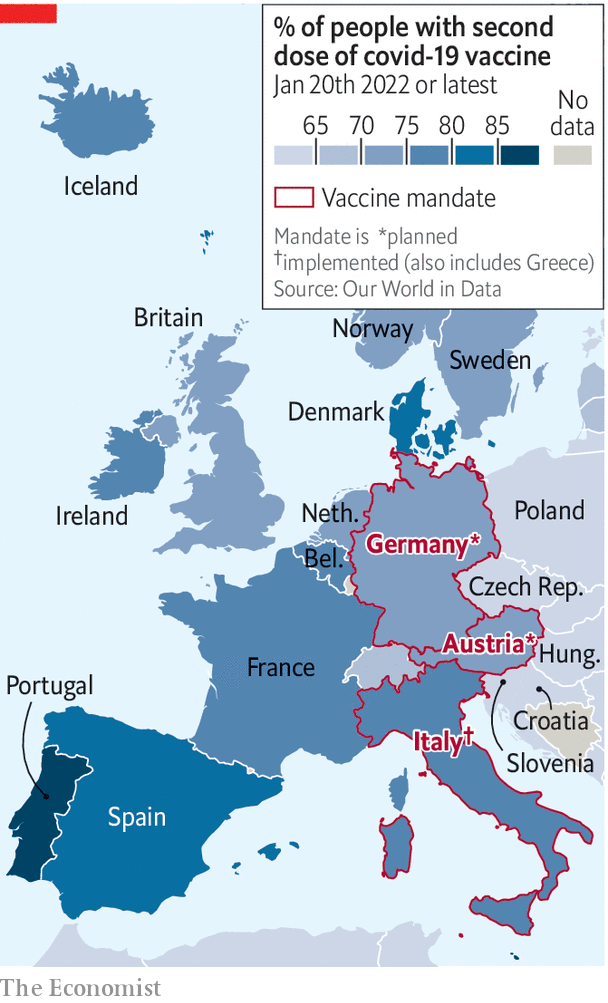 % of people with second
dose of covid-19 vaccine
Jan 20th 2022 or latest
No
data
65 70 75 80 85
Vaccine mandate
Mandate is *planned
†implemented (also includes Greece)
Source: Our World in Data
Iceland
Britain
Norway
Sweden
Denmark
Ireland
Neth.
Poland
Germany*
Bel.
Czech Rep.
Austria*
Hung.
France
Portugal
Croatia
Italy†
Slovenia
Spain
The Economist